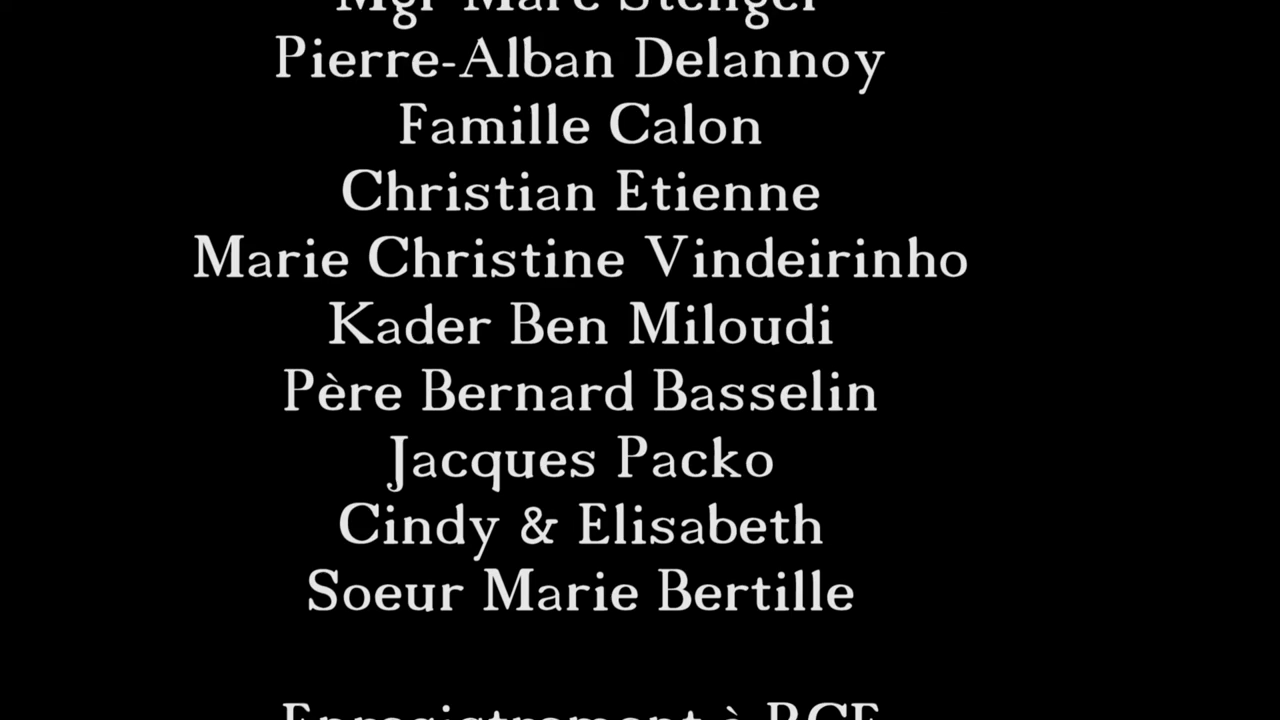 Mgr Marc Stenger
Pierre-Alban Delannoy
Famille Calon
Christian Etienne
Marie Christine Vindeirinho
Kader Ben Miloudi
Père Bernard Basselin
Jacques Packo
Cindy & Elisabeth
Soeur Marie Bertille
Enregistrement à RCF